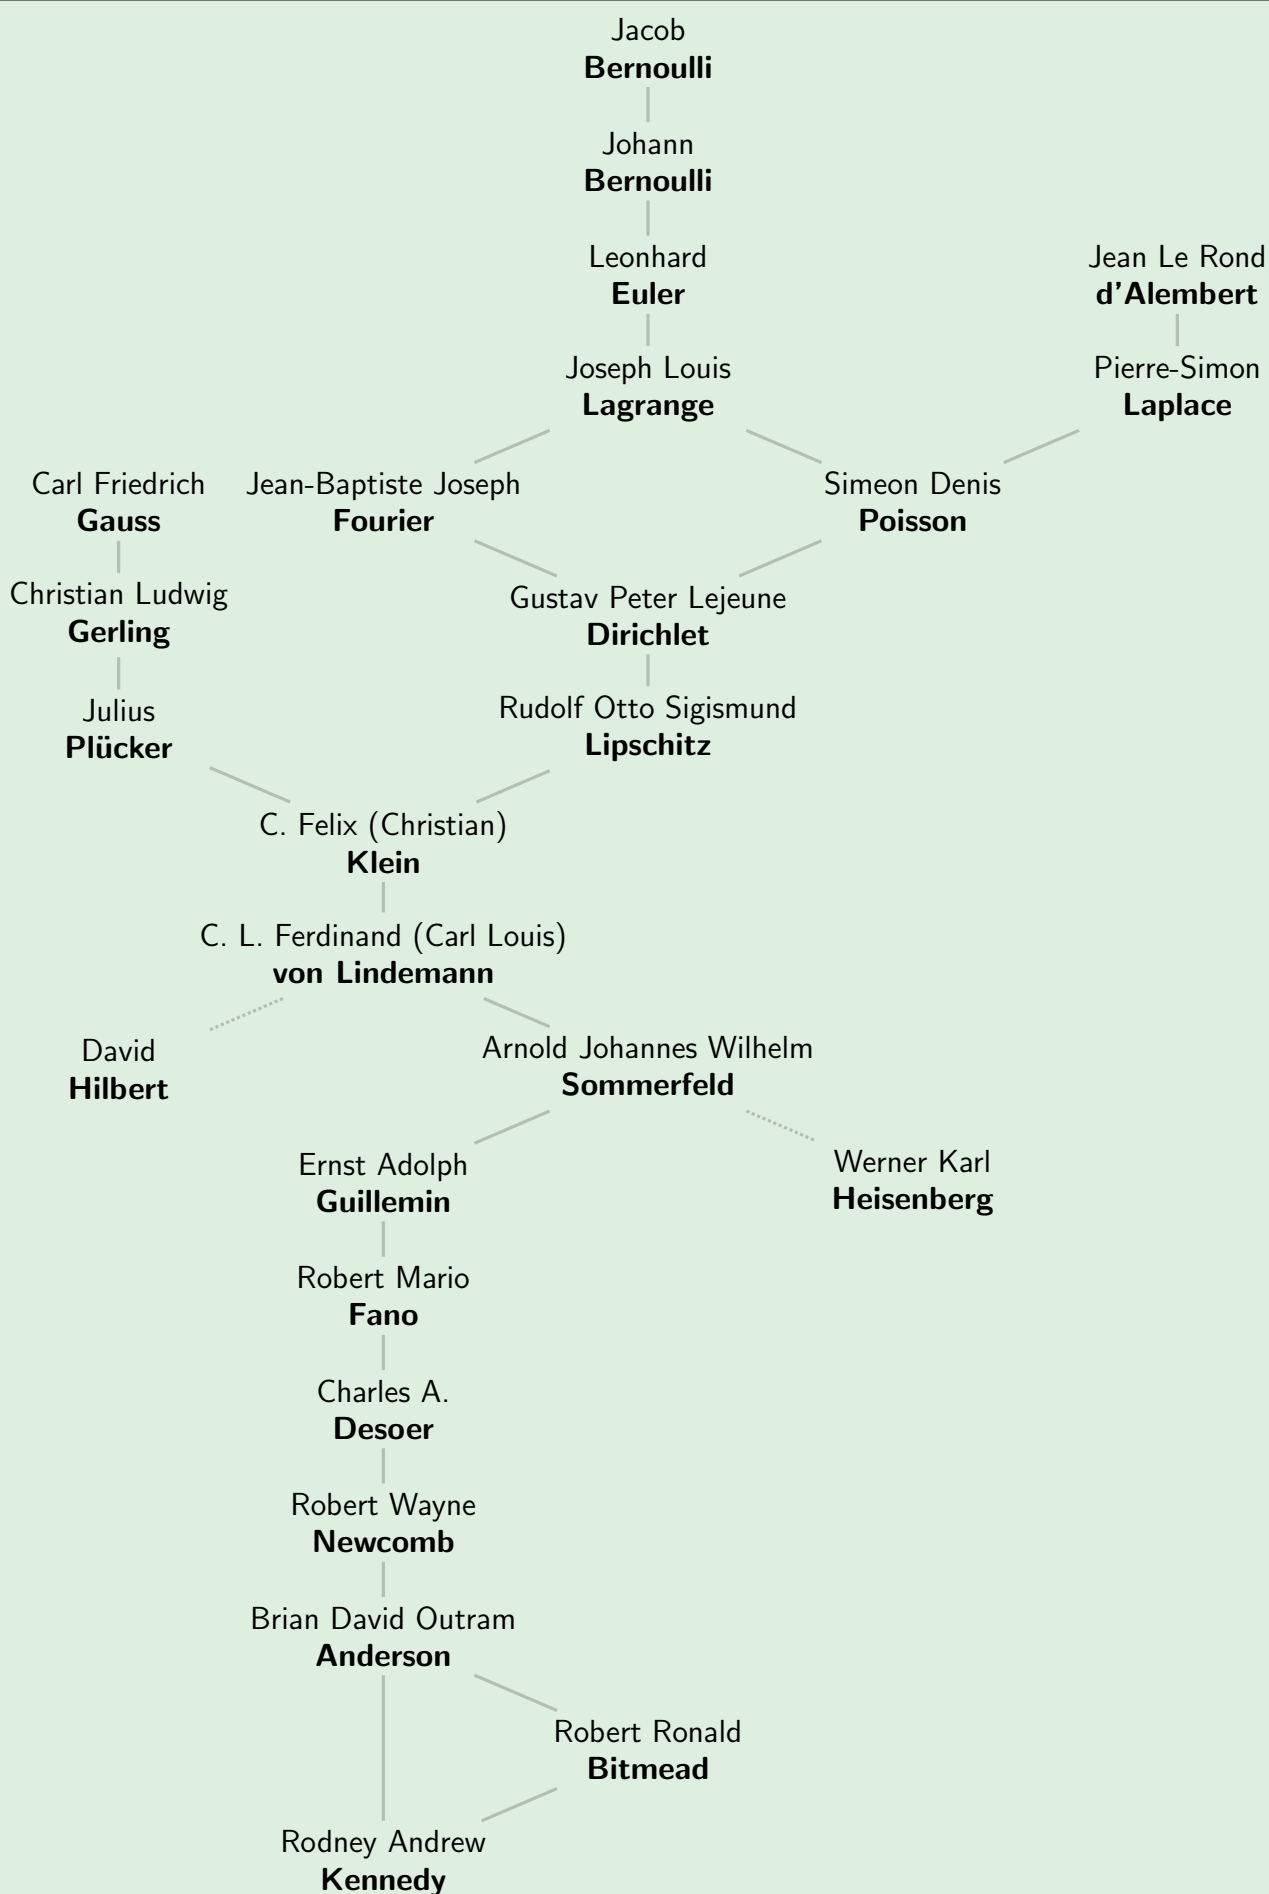 Jacob
Bernoulli
Johann
Bernoulli
Leonhard
Euler
Jean Le Rond
d'Alembert
Joseph Louis
Lagrange
Pierre-Simon
Laplace
Carl Friedrich
Gauss
Jean-Baptiste Joseph
Fourier
Simeon Denis
Poisson
Christian Ludwig
Gerling
Gustav Peter Lejeune
Dirichlet
Julius
Plücker
Rudolf Otto Sigismund
Lipschitz
C. Felix (Christian)
Klein
C. L. Ferdinand (Carl Louis)
von Lindemann
David
Hilbert
Arnold Johannes Wilhelm
Sommerfeld
Ernst Adolph
Guillemin
Werner Karl
Heisenberg
Robert Mario
Fano
Charles A.
Desoer
Robert Wayne
Newcomb
Brian David Outram
Anderson
Robert Ronald
Bitmead
Rodney Andrew
Kennedy